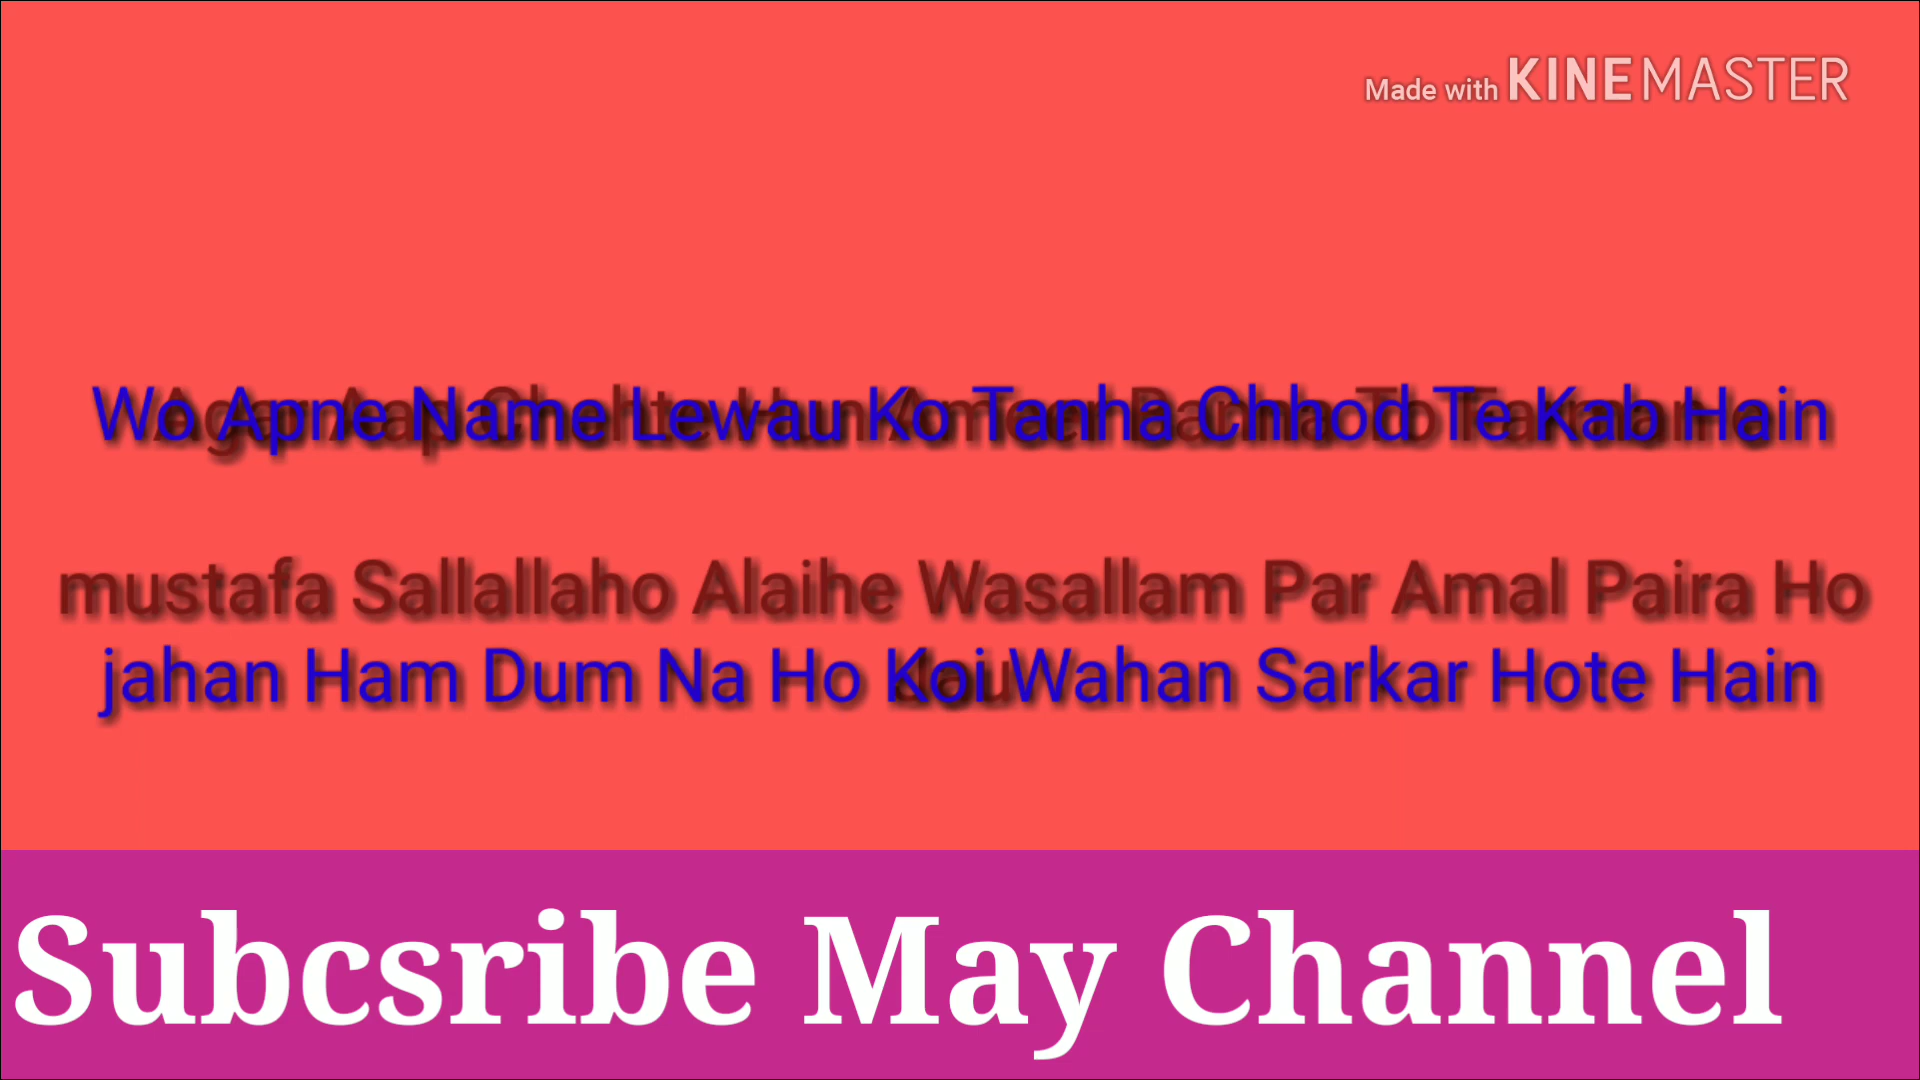 Made with KINEMASTER
Wo Apne Name Lewau Ko Tanha Chhod Te Kab Hain
mustafa Sallallaho Alaihe Wasallam Par Amal Paira Ho
jahan Ham Dum Na Ho Koi Wahan Sarkar Hote Hain
Subcsribe May Channel